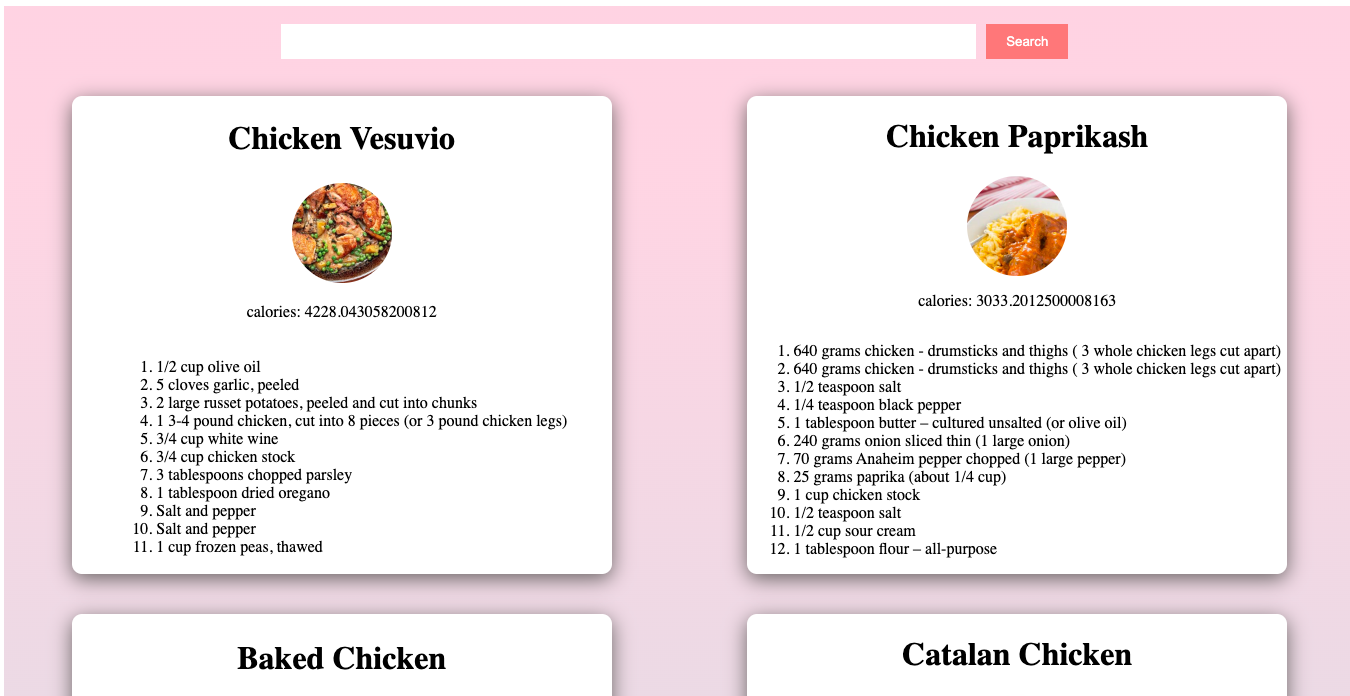 Search
Chicken Vesuvio
calories: 4228.043058200812
1. 1/2 cup olive oil
2. 5 cloves garlic, peeled
3. 2 large russet potatoes, peeled and cut into chunks
4. 1 3-4 pound chicken, cut into 8 pieces (or 3 pound chicken legs)
5. 3/4 cup white wine
6. 3/4 cup chicken stock
7. 3 tablespoons chopped parsley
8. 1 tablespoon dried oregano
9. Salt and pepper
10. Salt and pepper
11. 1 cup frozen peas, thawed
Chicken Paprikash
calories: 3033.2012500008163
1. 640 grams chicken - drumsticks and thighs ( 3 whole chicken legs cut apart)
2. 640 grams chicken - drumsticks and thighs ( 3 whole chicken legs cut apart)
3. 1/2 teaspoon salt
4. 1/4 teaspoon black pepper
5. 1 tablespoon butter – cultured unsalted (or olive oil)
6. 240 grams onion sliced thin (1 large onion)
7. 70 grams Anaheim pepper chopped (1 large pepper)
8. 25 grams paprika (about 1/4 cup)
9. 1 cup chicken stock
10. 1/2 teaspoon salt
11. 1/2 cup sour cream
12. 1 tablespoon flour – all-purpose
Baked Chicken
Catalan Chicken